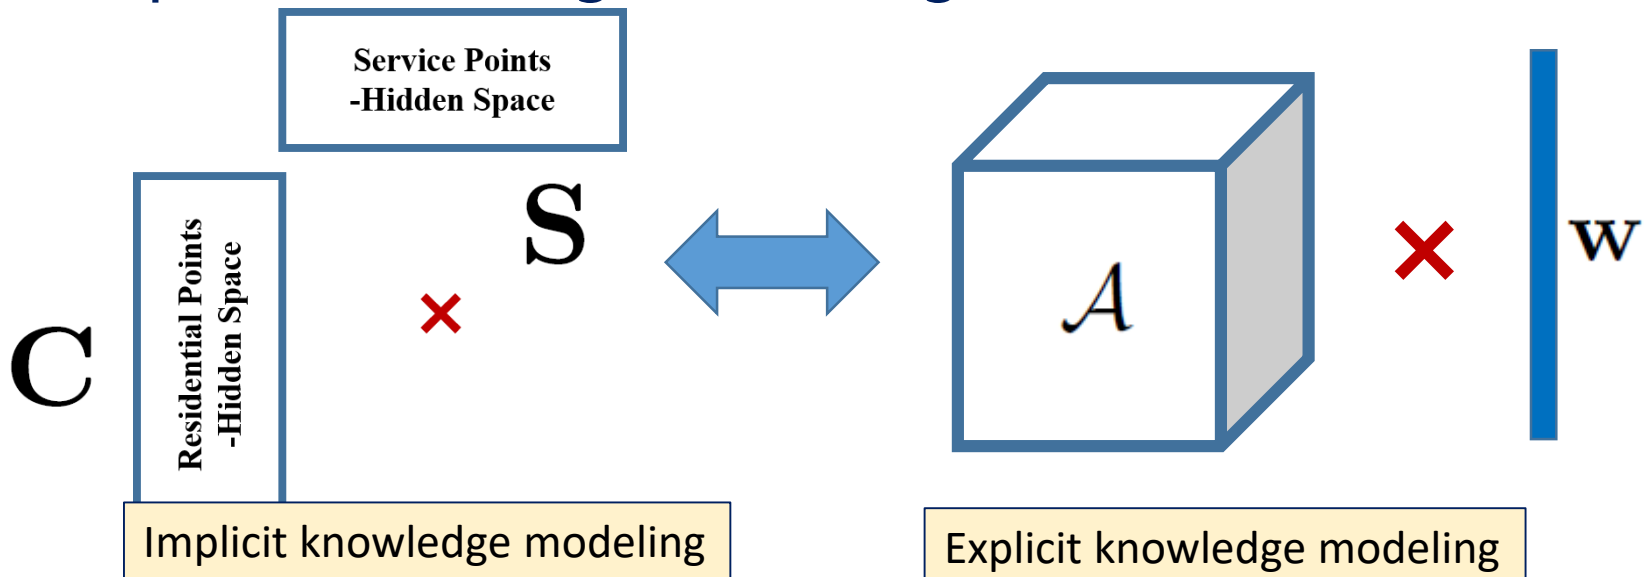 Service Points
-Hidden Space
S
C
Residential Points
-Hidden Space
×
Implicit knowledge modeling
𝒜
×
w
Explicit knowledge modeling